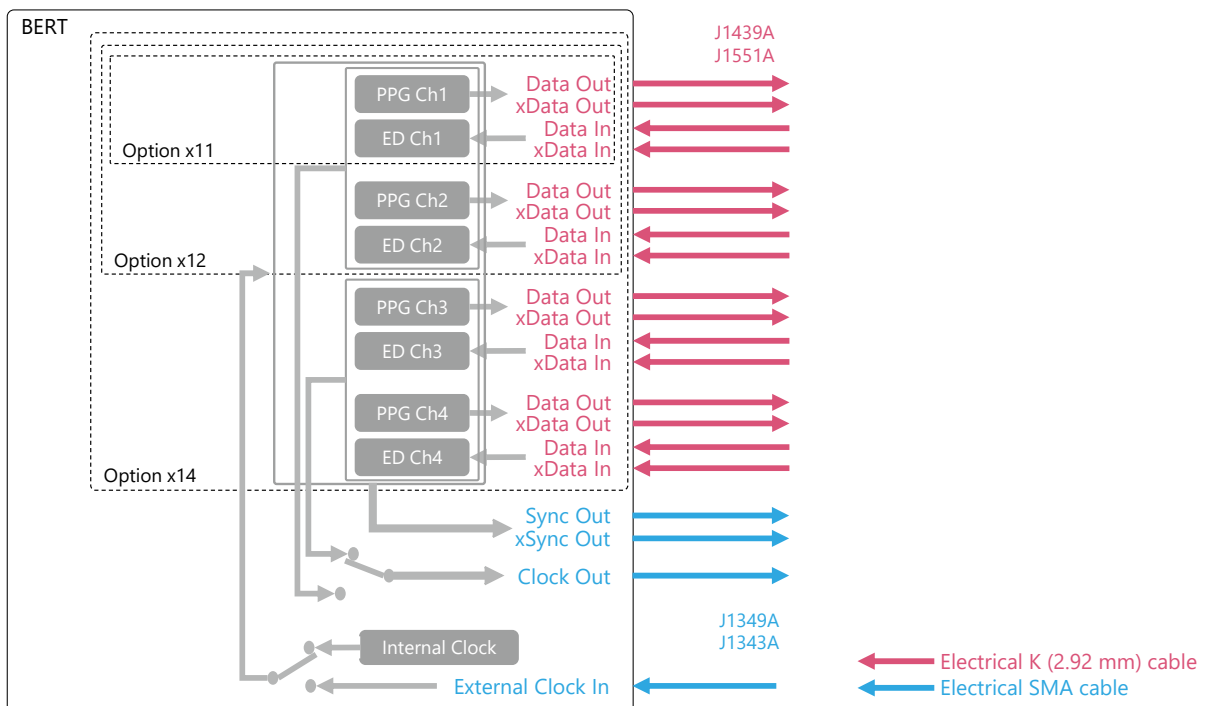 BERT
J1439A
J1551A
PPG Ch1
Data Out
xData Out
ED Ch1
Data In
xData In
Option x11
PPG Ch2
Data Out
xData Out
ED Ch2
Data In
xData In
Option x12
PPG Ch3
Data Out
xData Out
ED Ch3
Data In
xData In
PPG Ch4
Data Out
xData Out
ED Ch4
Data In
xData In
Option x14
Sync Out
xSync Out
Clock Out
J1349A
J1343A
Internal Clock
External Clock In
Electrical K (2.92 mm) cable
Electrical SMA cable